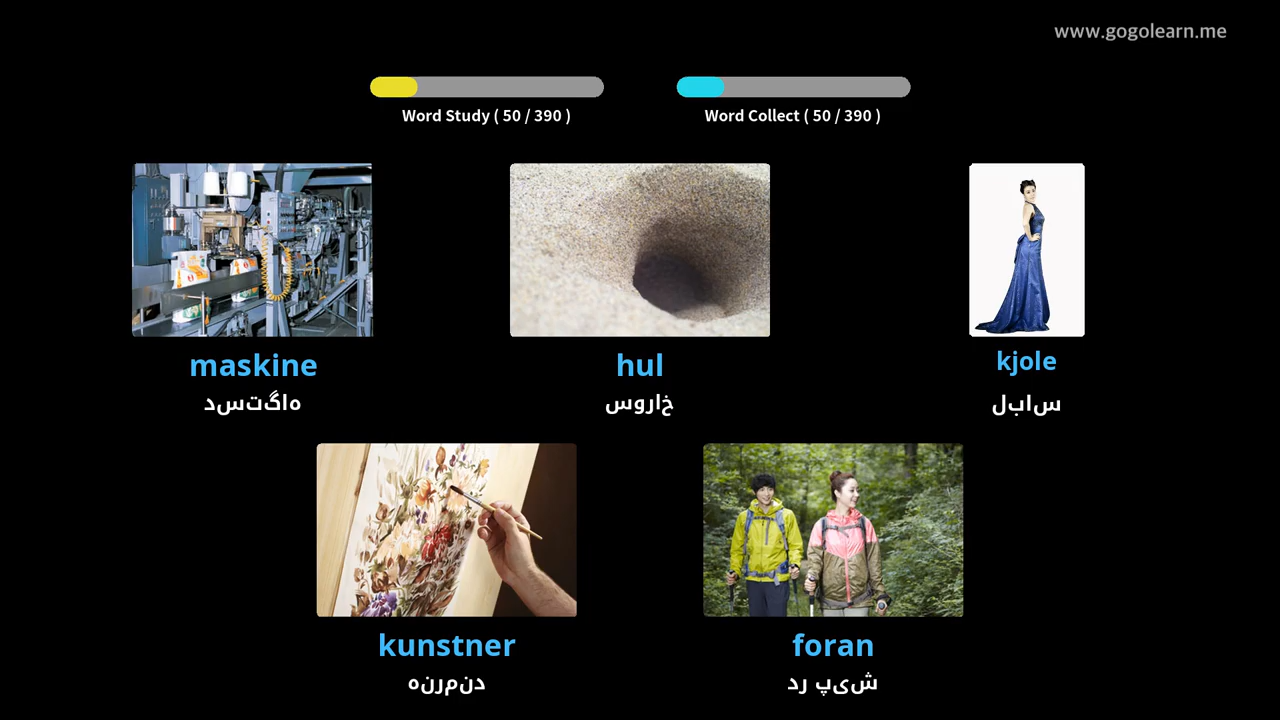 www.gogolearn.me
Word Study ( 50 / 390 )
Word Collect ( 50 / 390 )
maskine
هاگتسد
hul
خاروس
kjole
سابل
kunstner
دنمرنه
foran
شیپ رد